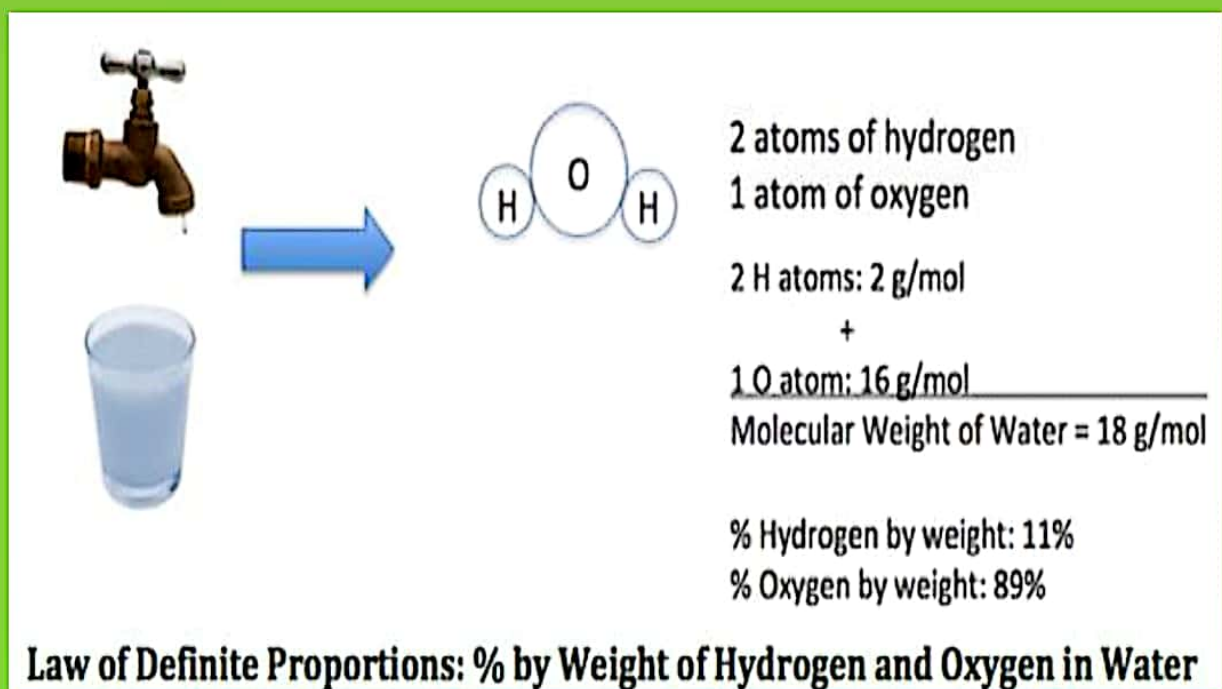 H O H
2 atoms of hydrogen
1 atom of oxygen
2 H atoms: 2 g/mol
+
1 O atom: 16 g/mol
Molecular Weight of Water = 18 g/mol
% Hydrogen by weight: 11%
% Oxygen by weight: 89%
Law of Definite Proportions: % by Weight of Hydrogen and Oxygen in Water